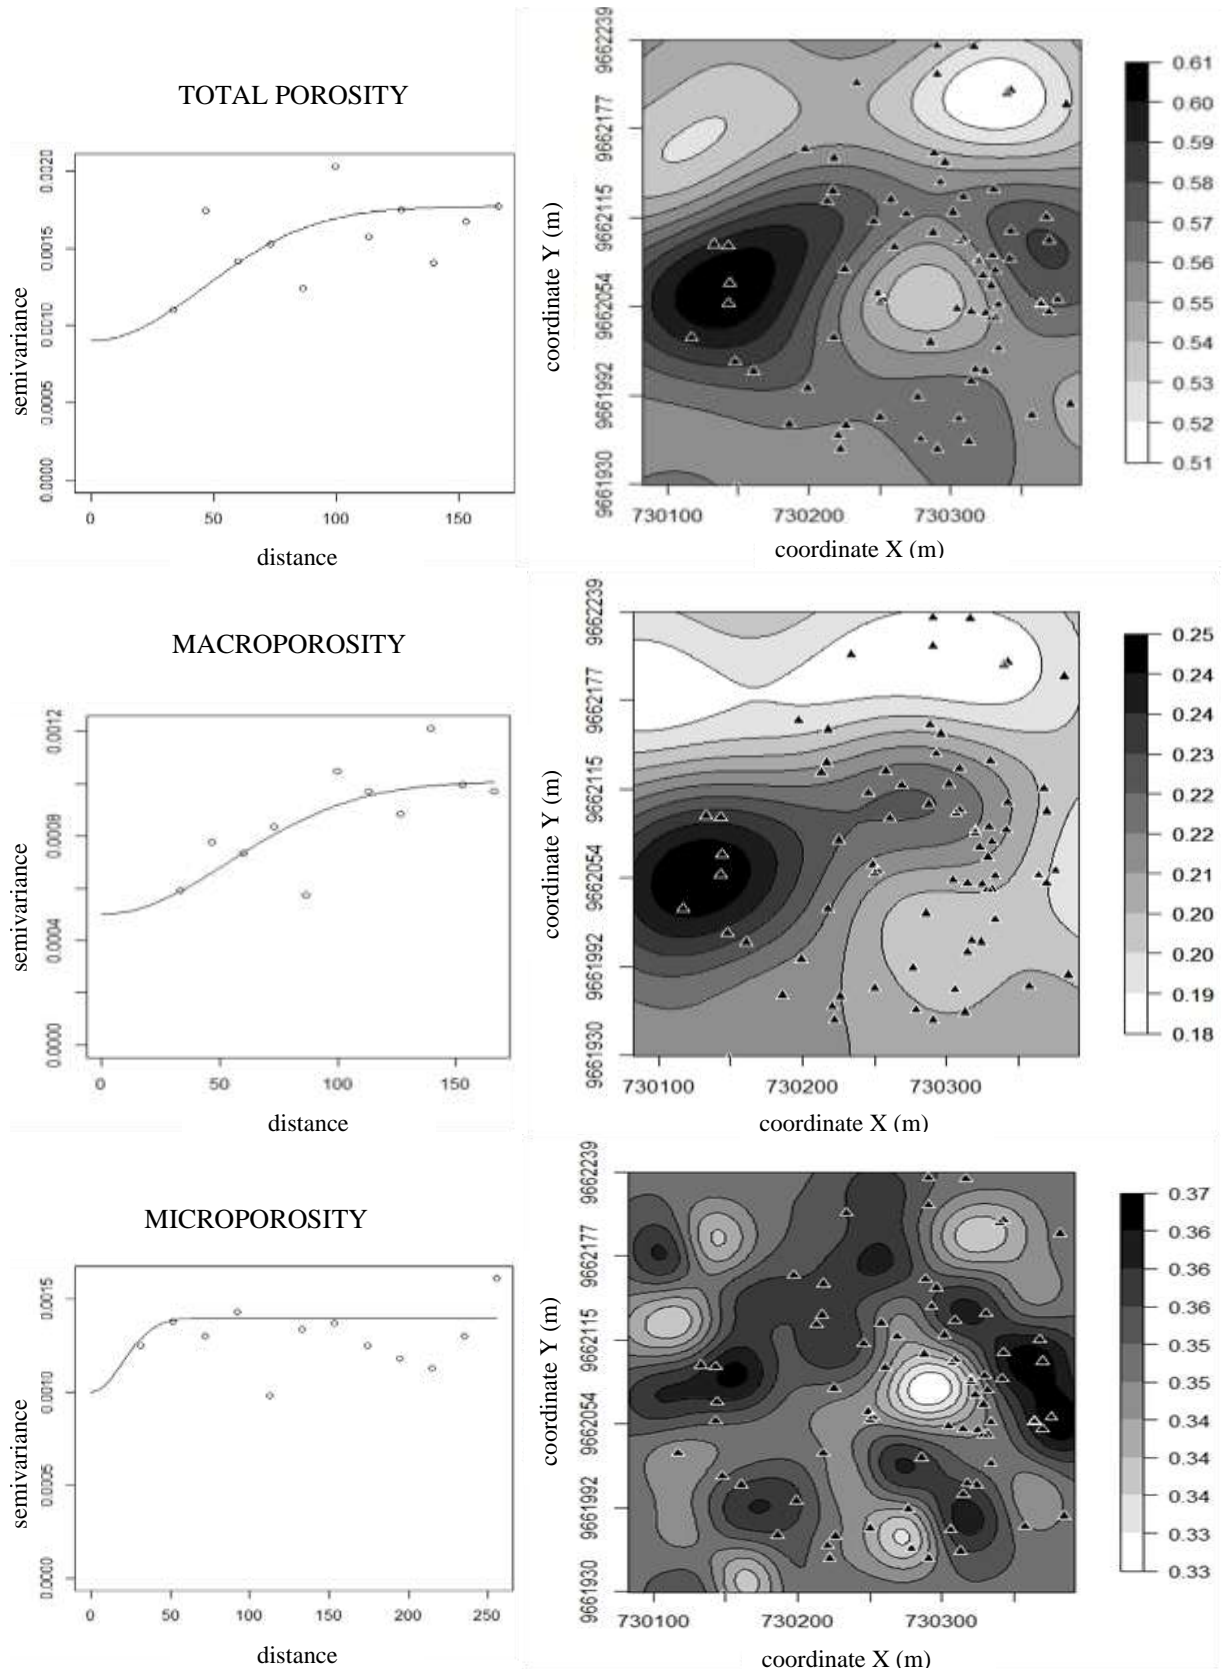 TOTAL POROSITY
semivariance
0.0000 0.0005 0.0010 0.0015 0.0020
0 50 100 150
distance
coordinate Y (m)
9661930 9661992 9662054 9662115 9662177 9662239
730100 730200 730300
coordinate X (m)
0.61
0.60
0.59
0.58
0.57
0.56
0.55
0.54
0.53
0.52
0.51
MACROPOROSITY
semivariance
0.0000 0.0004 0.0008 0.0012
0 50 100 150
distance
coordinate Y (m)
9661930 9661992 9662054 9662115 9662177 9662239
730100 730200 730300
coordinate X (m)
0.25
0.24
0.24
0.23
0.22
0.22
0.21
0.20
0.20
0.19
0.18
MICROPOROSITY
semivariance
0.0000 0.0005 0.0010 0.0015
0 50 100 150 200 250
distance
coordinate Y (m)
9661930 9661992 9662054 9662115 9662177 9662239
730100 730200 730300
coordinate X (m)
0.37
0.36
0.36
0.36
0.35
0.35
0.34
0.34
0.33
0.33